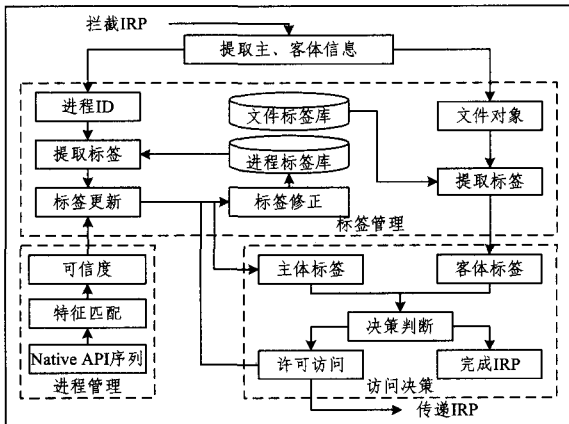 拦截IRP
提取主、客体信息
进程ID
文件标签库
文件对象
提取标签
进程标签库
提取标签
标签更新
标签修正
标签管理
可信度
主体标签
客体标签
特征匹配
决策判断
Native API序列
许可访问
完成IRP
进程管理
访问决策
传递IRP